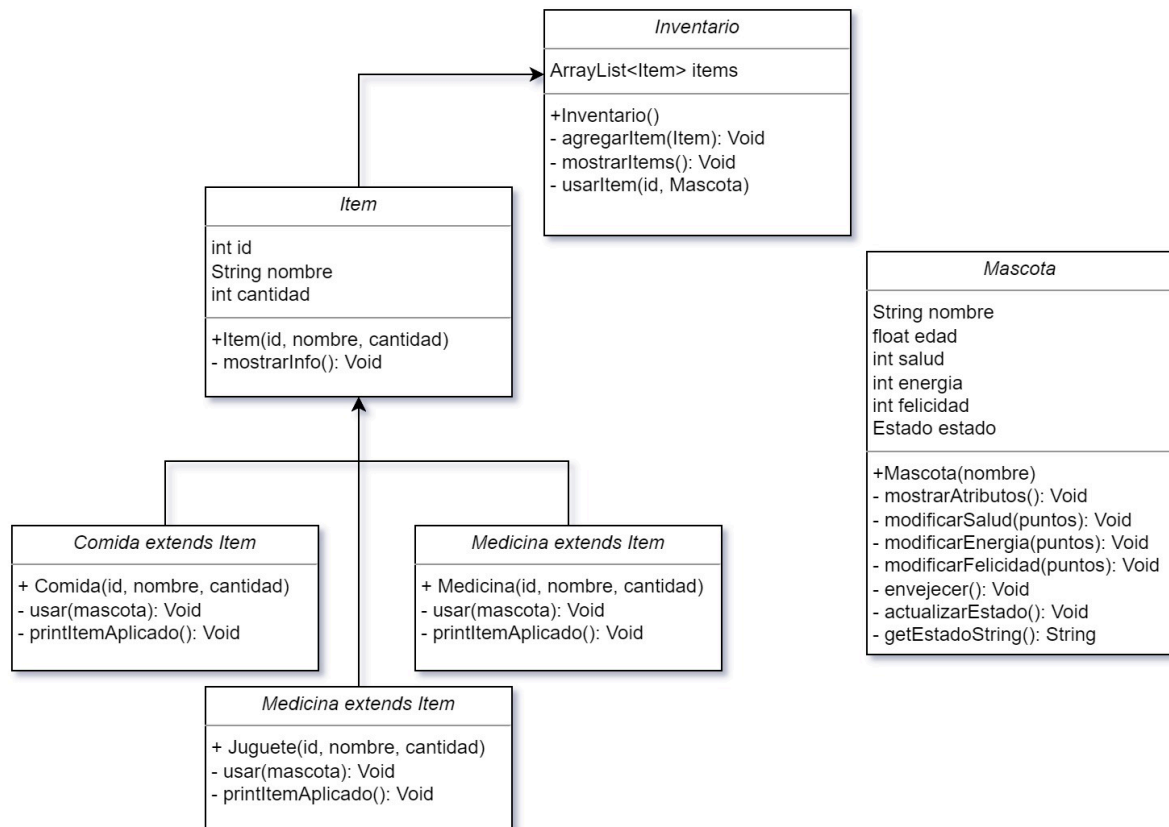 Inventario
ArrayList<Item> items
+Inventario()
- agregarItem(Item): Void
- mostrarItems(): Void
- usarItem(id, Mascota)
Item
int id
String nombre
int cantidad
+Item(id, nombre, cantidad)
- mostrarInfo(): Void
Mascota
String nombre
float edad
int salud
int energia
int felicidad
Estado estado
+Mascota(nombre)
- mostrarAtributos(): Void
- modificarSalud(puntos): Void
- modificarEnergia(puntos): Void
- modificarFelicidad(puntos): Void
- envejecer(): Void
- actualizarEstado(): Void
- getEstadoString(): String
Comida extends Item
+ Comida(id, nombre, cantidad)
- usar(mascota): Void
- printItemAplicado(): Void
Medicina extends Item
+ Medicina(id, nombre, cantidad)
- usar(mascota): Void
- printItemAplicado(): Void
Medicina extends Item
+ Juguete(id, nombre, cantidad)
- usar(mascota): Void
- printItemAplicado(): Void